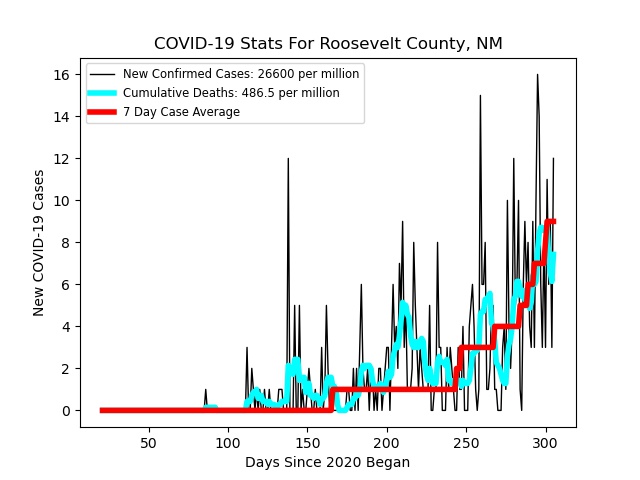 COVID-19 Stats For Roosevelt County, NM
New Confirmed Cases: 26600 per million
Cumulative Deaths: 486.5 per million
7 Day Case Average
New COVID-19 Cases
16
14
12
10
8
6
4
2
0
50 100 150 200 250 300
Days Since 2020 Began